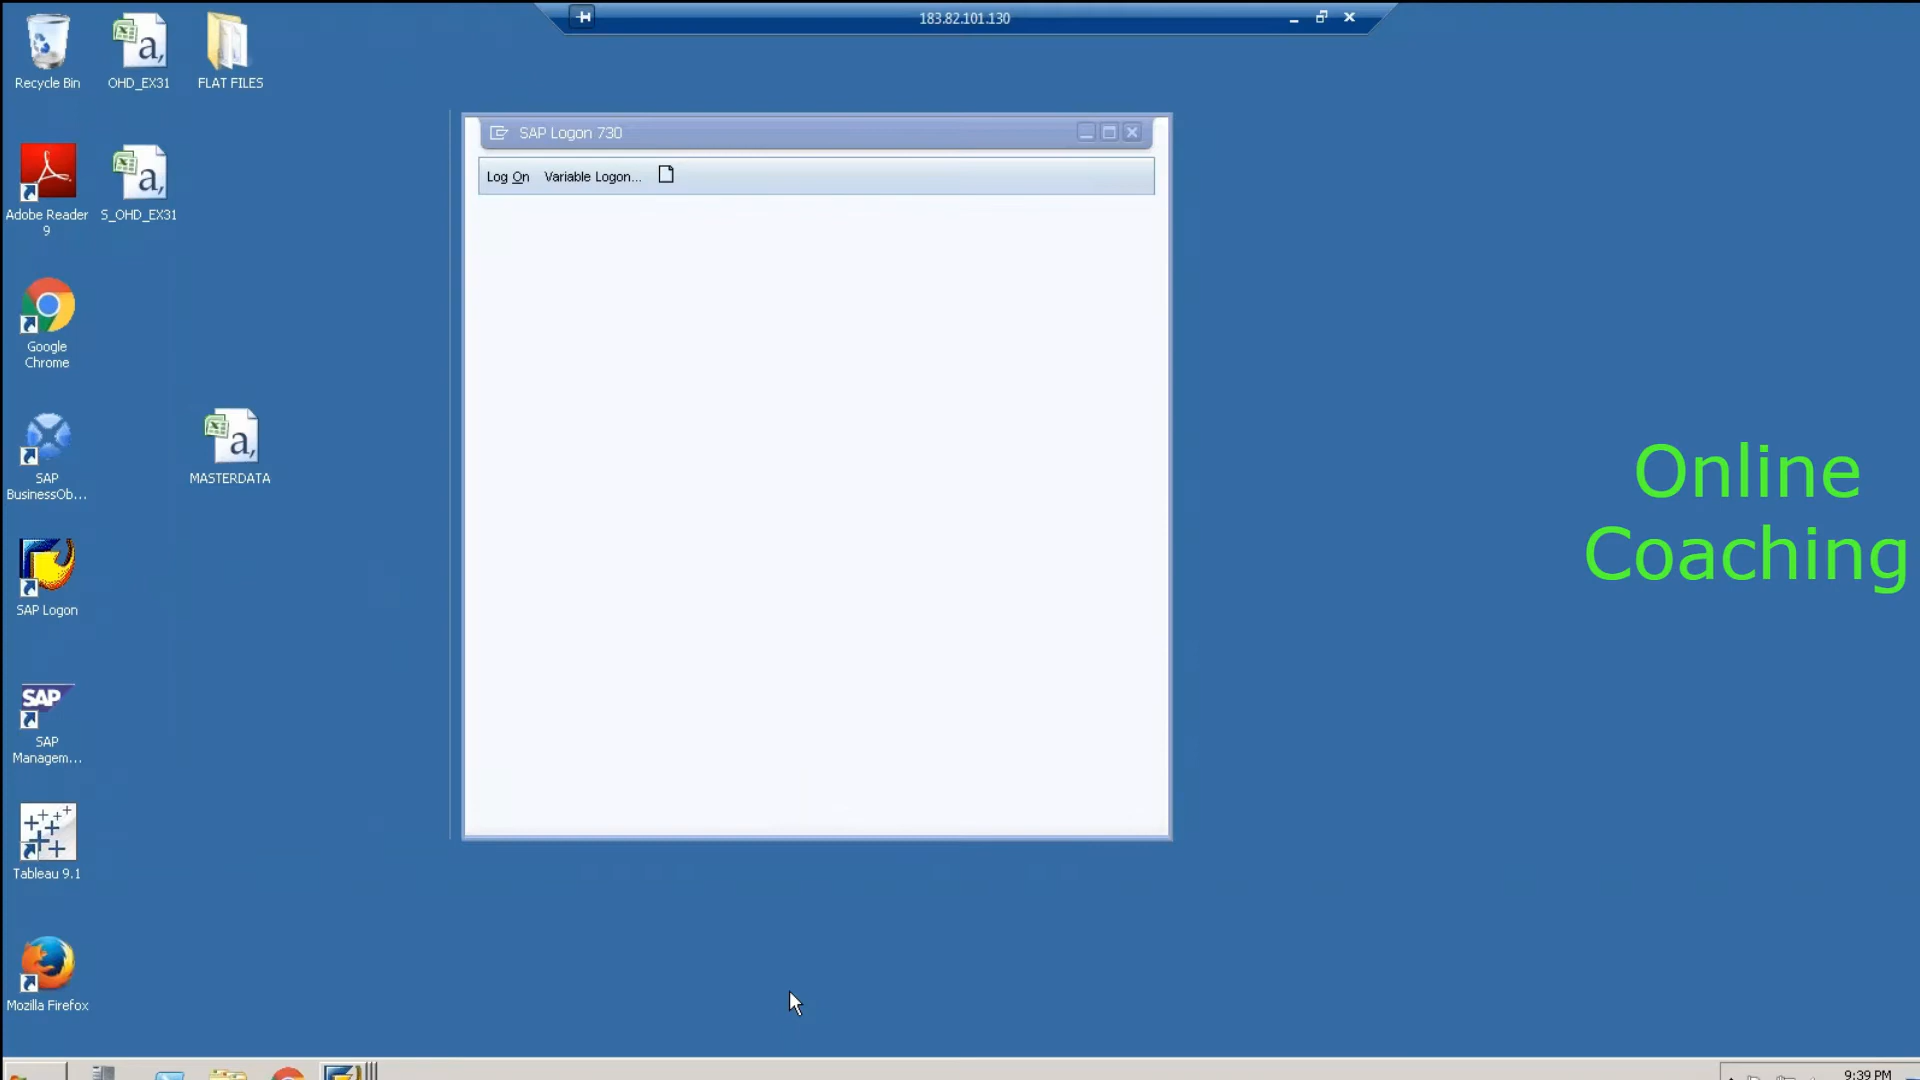 183.82.101.130
Recycle Bin
OHD_EX31
FLAT FILES
SAP Logon 730
Log On
Variable Logon...
Adobe Reader
9
S_OHD_EX31
Google
Chrome
SAP
BusinessOb...
MASTERDATA
Online
Coaching
SAP Logon
SAP
SAP
Managem...
Tableau 9.1
Mozilla Firefox
9:39 PM